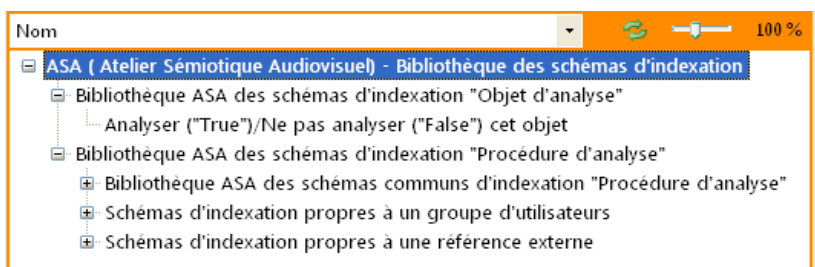 Nom 100 %
ASA ( Atelier Sémiotique Audiovisuel) - Bibliothèque des schémas d'indexation
Bibliothèque ASA des schémas d'indexation "Objet d'analyse"
Analyser ("True")/Ne pas analyser ("False") cet objet
Bibliothèque ASA des schémas d'indexation "Procédure d'analyse"
Bibliothèque ASA des schémas communs d'indexation "Procédure d'analyse"
Schémas d'indexation propres à un groupe d'utilisateurs
Schémas d'indexation propres à une référence externe